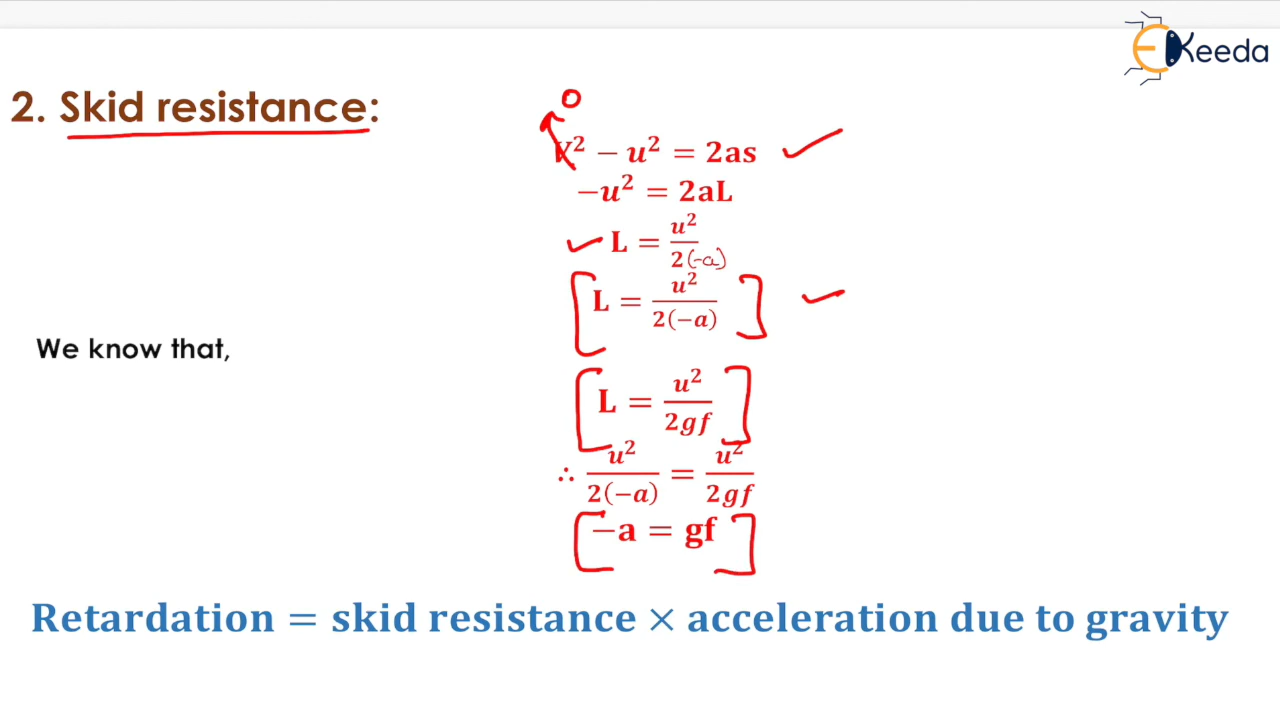 EKeeda
2. Skid resistance:
0
V² − u² = 2as
−u² = 2aL
L = u²/2(-a)
L = u²/2(−a)
We know that,
L = u²/2gf
∴ u²/2(−a) = u²/2gf
−a = gf
Retardation = skid resistance × acceleration due to gravity